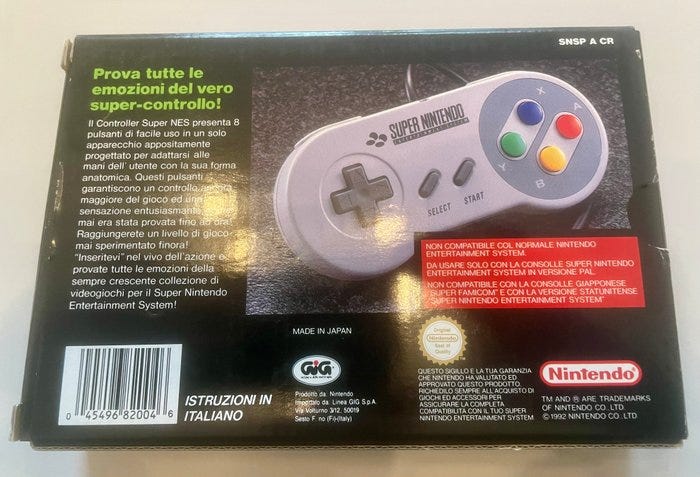 SNSP A CR
Prova tutte le
emozioni del vero
super-controllo!
Il Controller Super NES presenta 8
pulsanti di facile uso in un solo
apparecchio appositamente
progettato per adattarsi alle
mani dell' utente con la sua forma
anatomica. Questi pulsanti
garantiscono un controllo ancora
maggiore del gioco ed una
sensazione entusiasmante, come
mai era stata provata fino ad ora!
Raggiungerete un livello di gioco
mai sperimentato finora!
"Inseritevi" nel vivo dell'azione e
provate tutte le emozioni della
sempre crescente collezione di
videogiochi per il Super Nintendo
Entertainment System!
SUPER NINTENDO
ENTERTAINMENT SYSTEM
SELECT
START
X
A
Y
B
NON COMPATIBILE COL NORMALE NINTENDO
ENTERTAINMENT SYSTEM.
DA USARE SOLO CON LA CONSOLLE SUPER NINTENDO
ENTERTAINMENT SYSTEM IN VERSIONE PAL.
NON COMPATIBILE CON LA CONSOLLE GIAPPONESE
"SUPER FAMICOM" E CON LA VERSIONE STATUNITENSE
"SUPER NINTENDO ENTERTAINMENT SYSTEM"
MADE IN JAPAN
GiG
Prodotto da: Nintendo
Importato da: Linea GIG S.p.A.
Via Volturno 3/12, 50019
Sesto F. no (Fi)-(Italy)
0 45496 82004 6
ISTRUZIONI IN
ITALIANO
Original
Nintendo
Seal of
Quality
QUESTO SIGILLO E LA TUA GARANZIA
CHE NINTENDO HA VALUTATO ED
APPROVATO QUESTO PRODOTTO.
RICHIEDILO SEMPRE ALL'ACQUISTO DI
GIOCHI ED ACCESSORI PER
ASSICURARE LA COMPLETA
COMPATIBILITA CON IL TUO SUPER
NINTENDO ENTERTAINMENT SYSTEM.
Nintendo®
TM AND ® ARE TRADEMARKS
OF NINTENDO CO. LTD.
© 1992 NINTENDO CO. LTD.